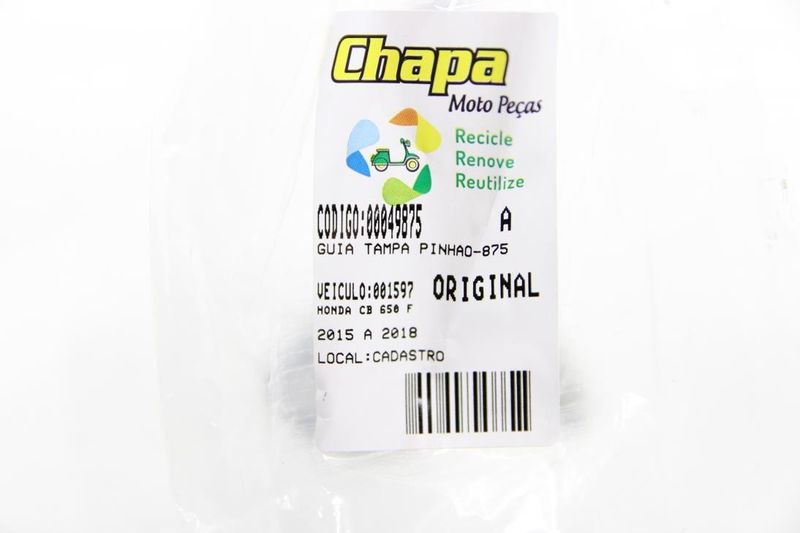 Chapa
Moto Peças
Recicle
Renove
Reutilize
CODIGO:00049875 A
GUIA TAMPA PINHAO-875
VEICULO:001597 ORIGINAL
HONDA CB 650 F
2015 A 2018
LOCAL:CADASTRO